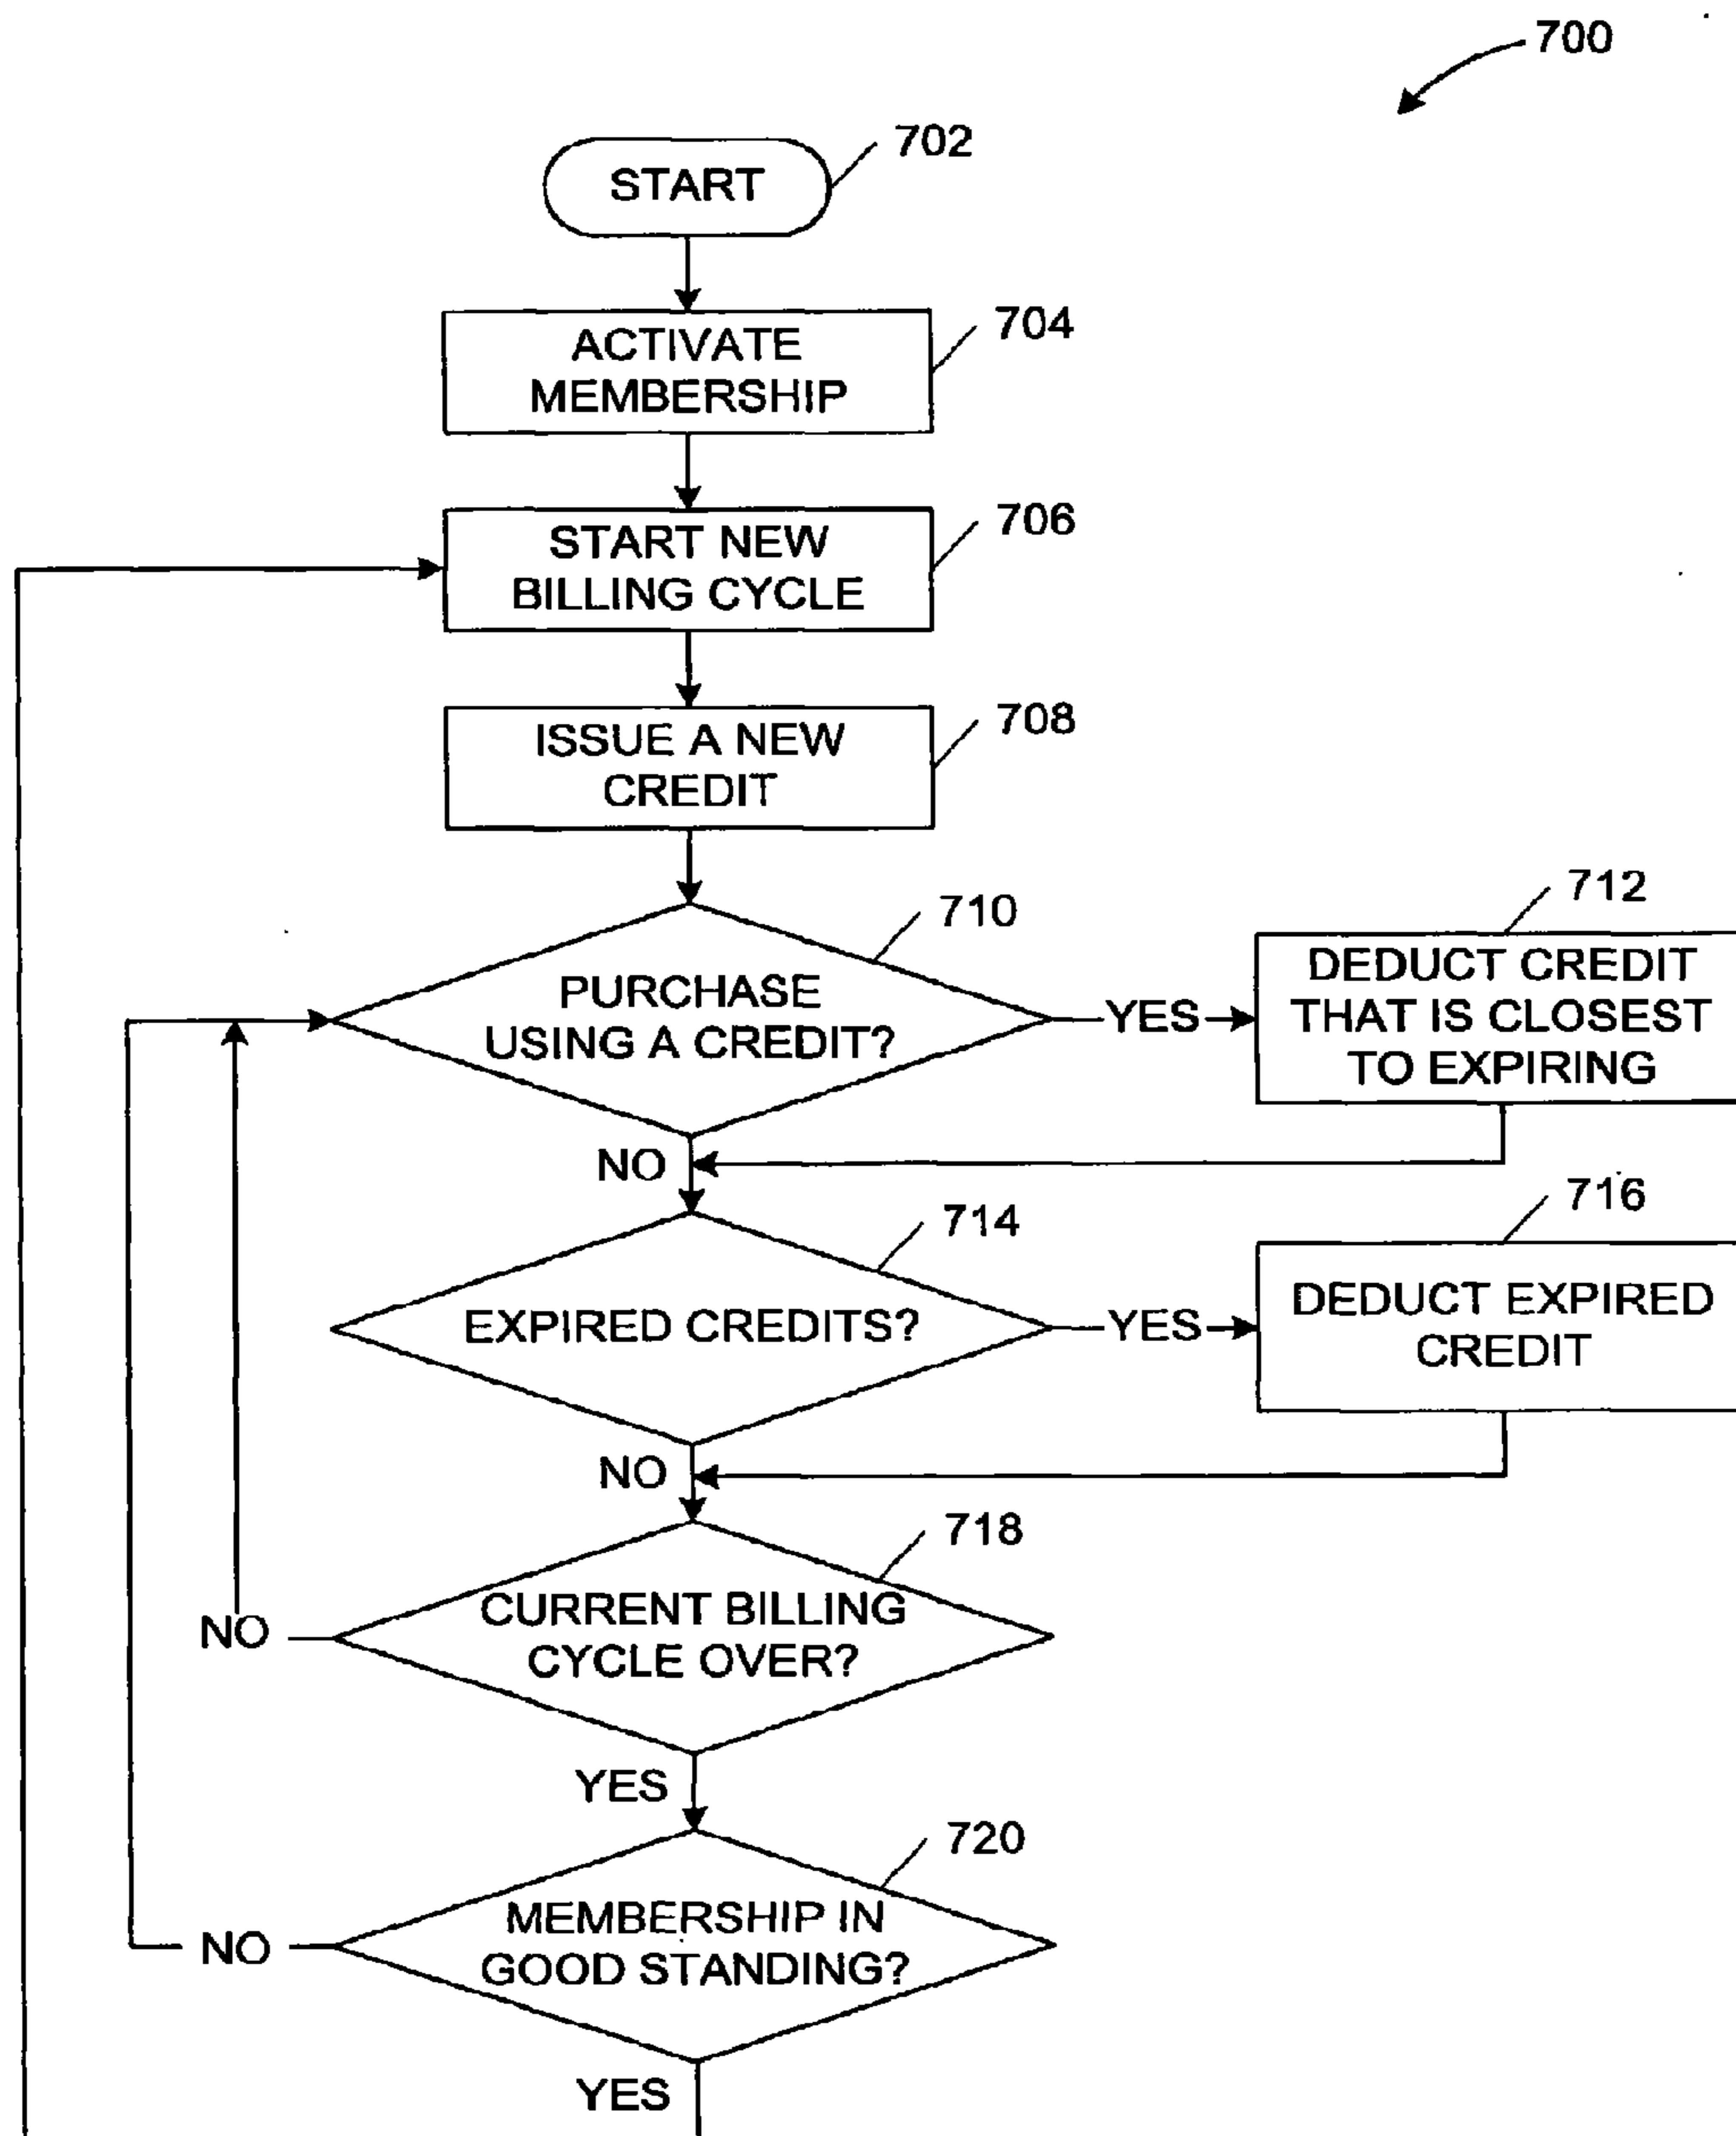 700
702
START
704
ACTIVATE
MEMBERSHIP
706
START NEW
BILLING CYCLE
708
ISSUE A NEW
CREDIT
710
PURCHASE
USING A CREDIT?
YES
712
DEDUCT CREDIT
THAT IS CLOSEST
TO EXPIRING
NO
714
EXPIRED CREDITS?
YES
716
DEDUCT EXPIRED
CREDIT
NO
718
CURRENT BILLING
CYCLE OVER?
NO
YES
720
MEMBERSHIP IN
GOOD STANDING?
NO
YES